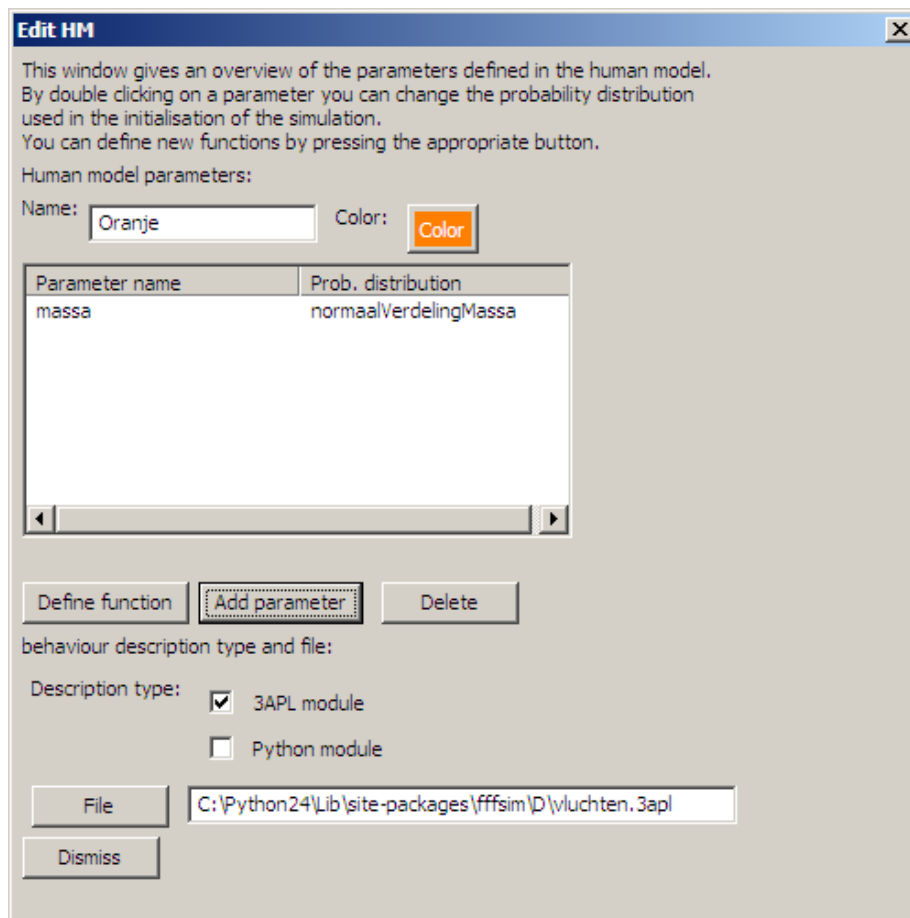 Edit HM
This window gives an overview of the parameters defined in the human model.
By double clicking on a parameter you can change the probability distribution
used in the initialisation of the simulation.
You can define new functions by pressing the appropriate button.
Human model parameters:
Name: Oranje Color: Color
Parameter name Prob. distribution
massa normaalVerdelingMassa
Define function Add parameter Delete
behaviour description type and file:
Description type: 3APL module
Python module
File C:\Python24\Lib\site-packages\fffsim\D\vluchten.3apl
Dismiss